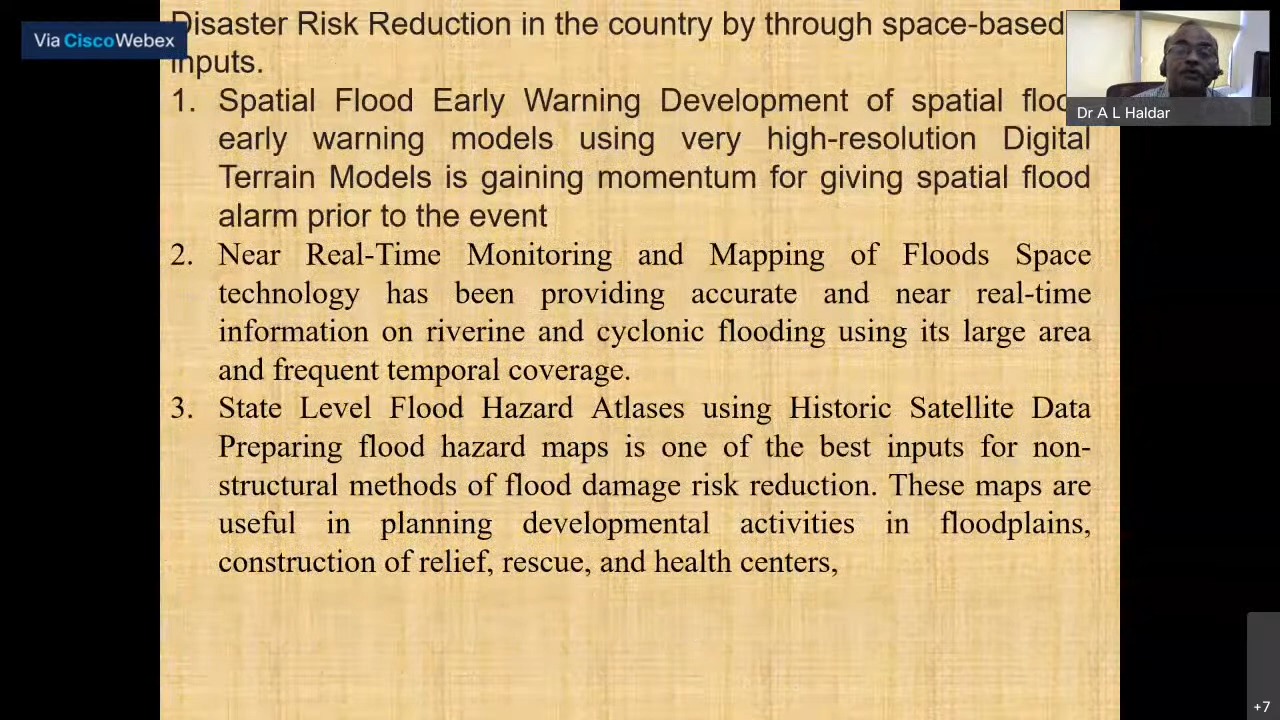 Disaster Risk Reduction in the country by through space-based
inputs.
Via Cisco Webex
Dr A L Haldar
1. Spatial Flood Early Warning Development of spatial flood
early warning models using very high-resolution Digital
Terrain Models is gaining momentum for giving spatial flood
alarm prior to the event
2. Near Real-Time Monitoring and Mapping of Floods Space
technology has been providing accurate and near real-time
information on riverine and cyclonic flooding using its large area
and frequent temporal coverage.
3. State Level Flood Hazard Atlases using Historic Satellite Data
Preparing flood hazard maps is one of the best inputs for non-
structural methods of flood damage risk reduction. These maps are
useful in planning developmental activities in floodplains,
construction of relief, rescue, and health centers,
+7